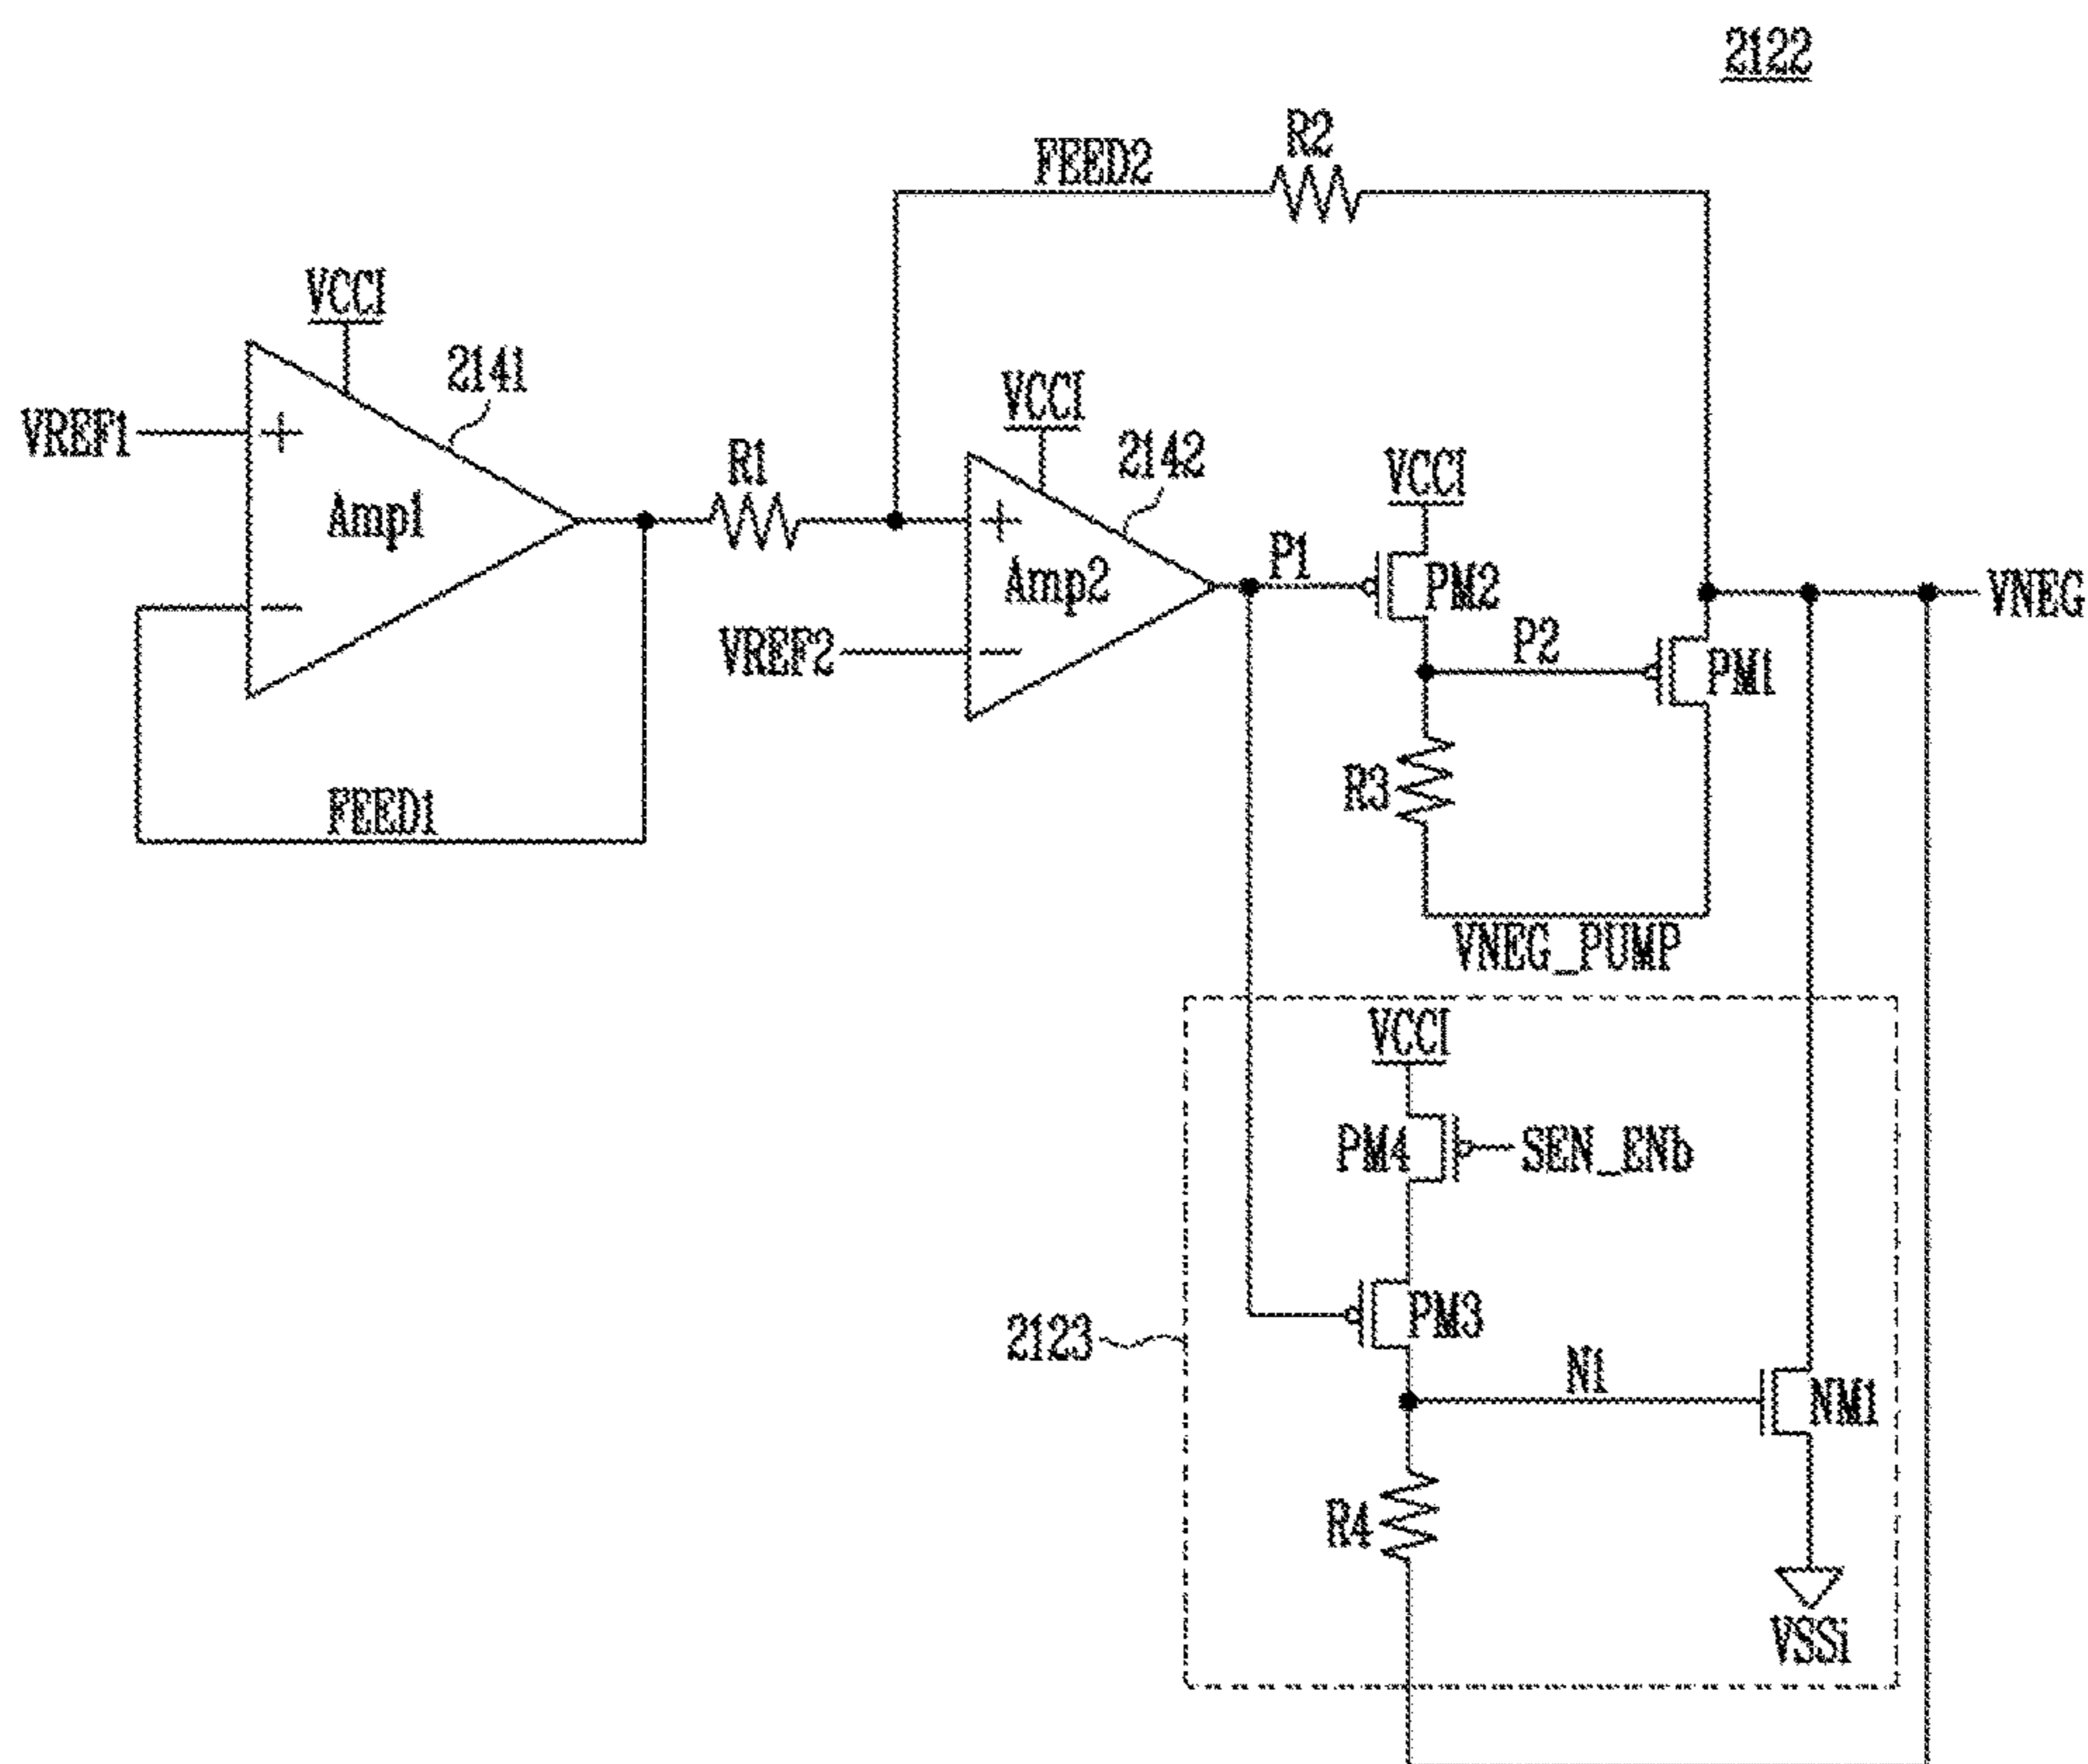 2122
R2
FEED2
VCCI
2141
VREF1
+
Amp1
−
FEED1
R1
VCCI
2142
+
Amp2
VREF2
−
P1
VCCI
PM2
P2
PM1
VNEG
R3
VNEG_PUMP
VCCI
PM4
SEN_ENb
PM3
2123
N1
NM1
R4
VSSi